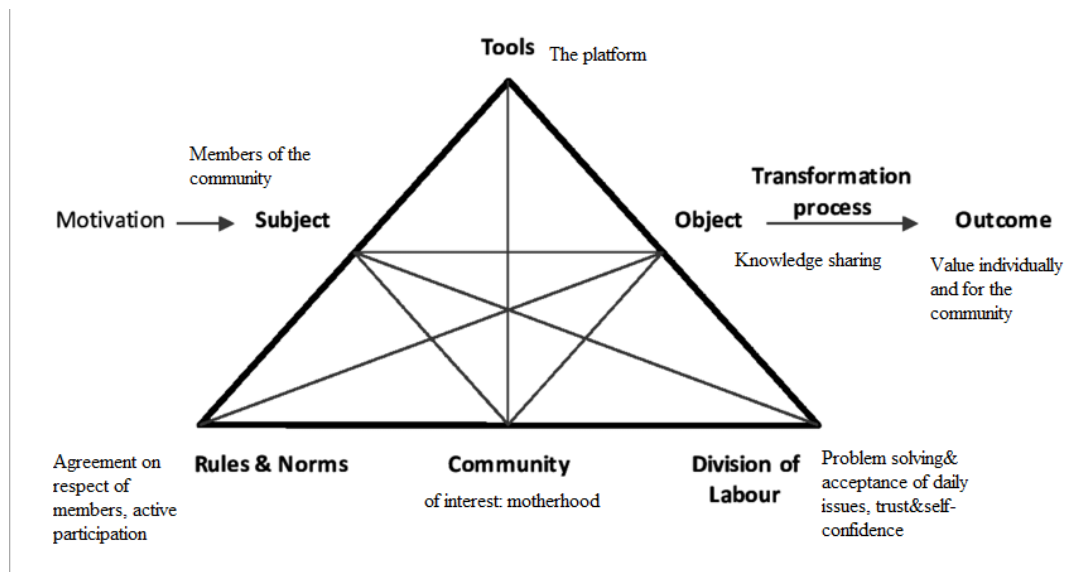 Tools The platform
Members of the
community
Motivation
Subject
Object
Transformation
process
Outcome
Knowledge sharing
Value individually
and for the
community
Agreement on
respect of
members, active
participation
Rules & Norms
Community
of interest: motherhood
Division of
Labour
Problem solving&
acceptance of daily
issues, trust&self-
confidence